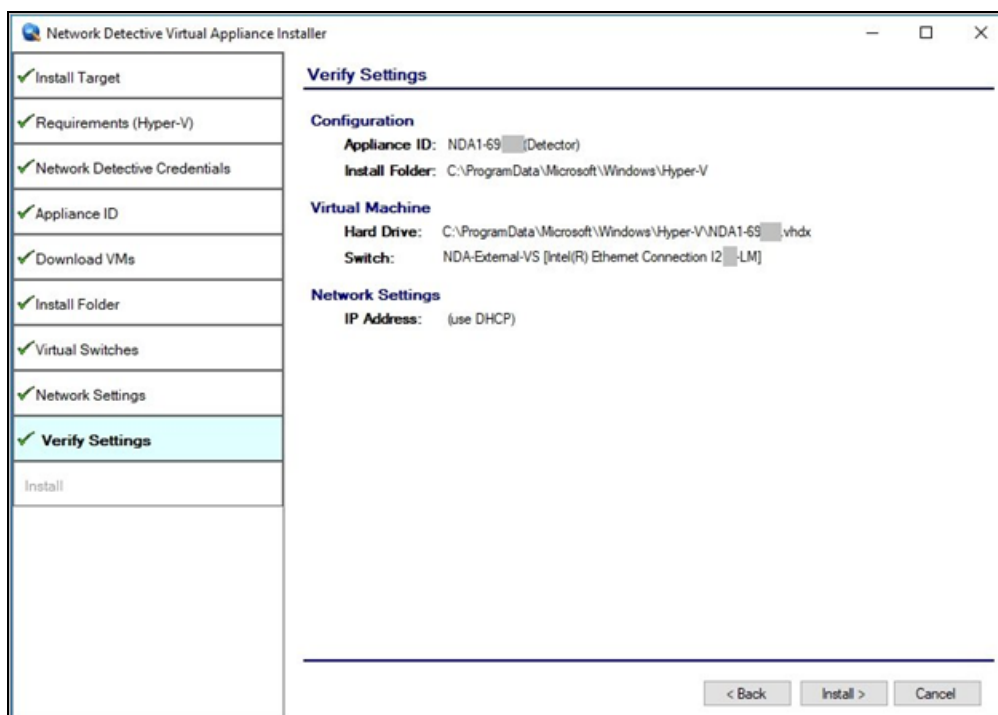 Network Detective Virtual Appliance Installer
✓Install Target
✓Requirements (Hyper-V)
✓Network Detective Credentials
✓Appliance ID
✓Download VMs
✓Install Folder
✓Virtual Switches
✓Network Settings
✓Verify Settings
Install
Verify Settings
Configuration
Appliance ID: NDA1-69 (Detector)
Install Folder: C:\ProgramData\Microsoft\Windows\Hyper-V
Virtual Machine
Hard Drive: C:\ProgramData\Microsoft\Windows\Hyper-V\NDA1-69 .vhdx
Switch: NDA-External-VS [Intel(R) Ethernet Connection I2 -LM]
Network Settings
IP Address: (use DHCP)
< Back Install > Cancel